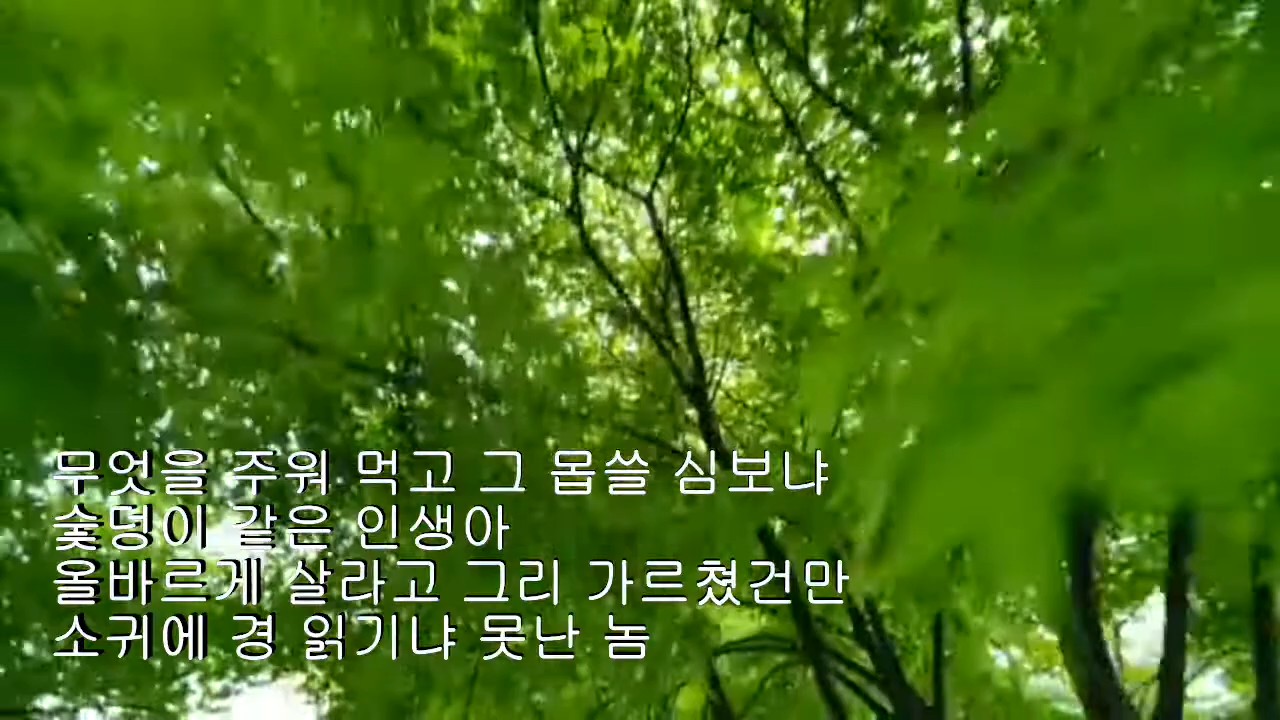 무엇을 주워 먹고 그 몹쓸 심보냐
숯덩이 같은 인생아
올바르게 살라고 그리 가르쳤건만
소귀에 경 읽기냐 못난 놈